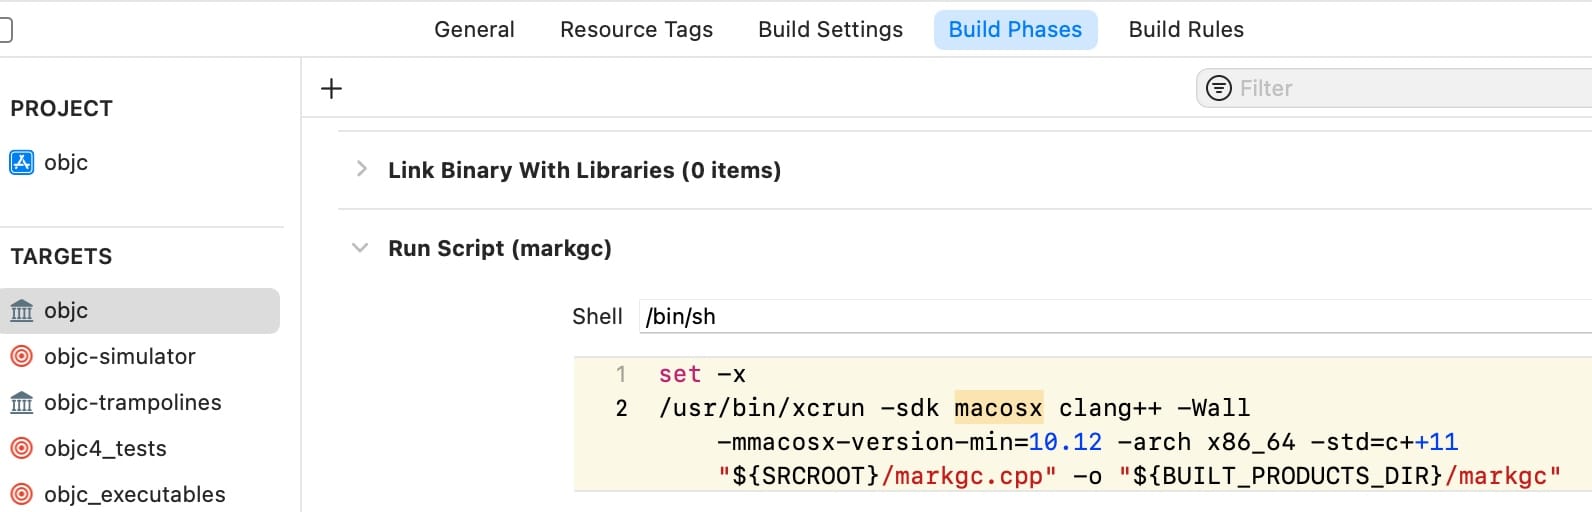 General Resource Tags Build Settings Build Phases Build Rules
PROJECT
objc
TARGETS
objc
objc-simulator
objc-trampolines
objc4_tests
objc_executables
Filter
Link Binary With Libraries (0 items)
Run Script (markgc)
Shell /bin/sh
1 set -x
2 /usr/bin/xcrun -sdk macosx clang++ -Wall
-mmacosx-version-min=10.12 -arch x86_64 -std=c++11
"${SRCROOT}/markgc.cpp" -o "${BUILT_PRODUCTS_DIR}/markgc"